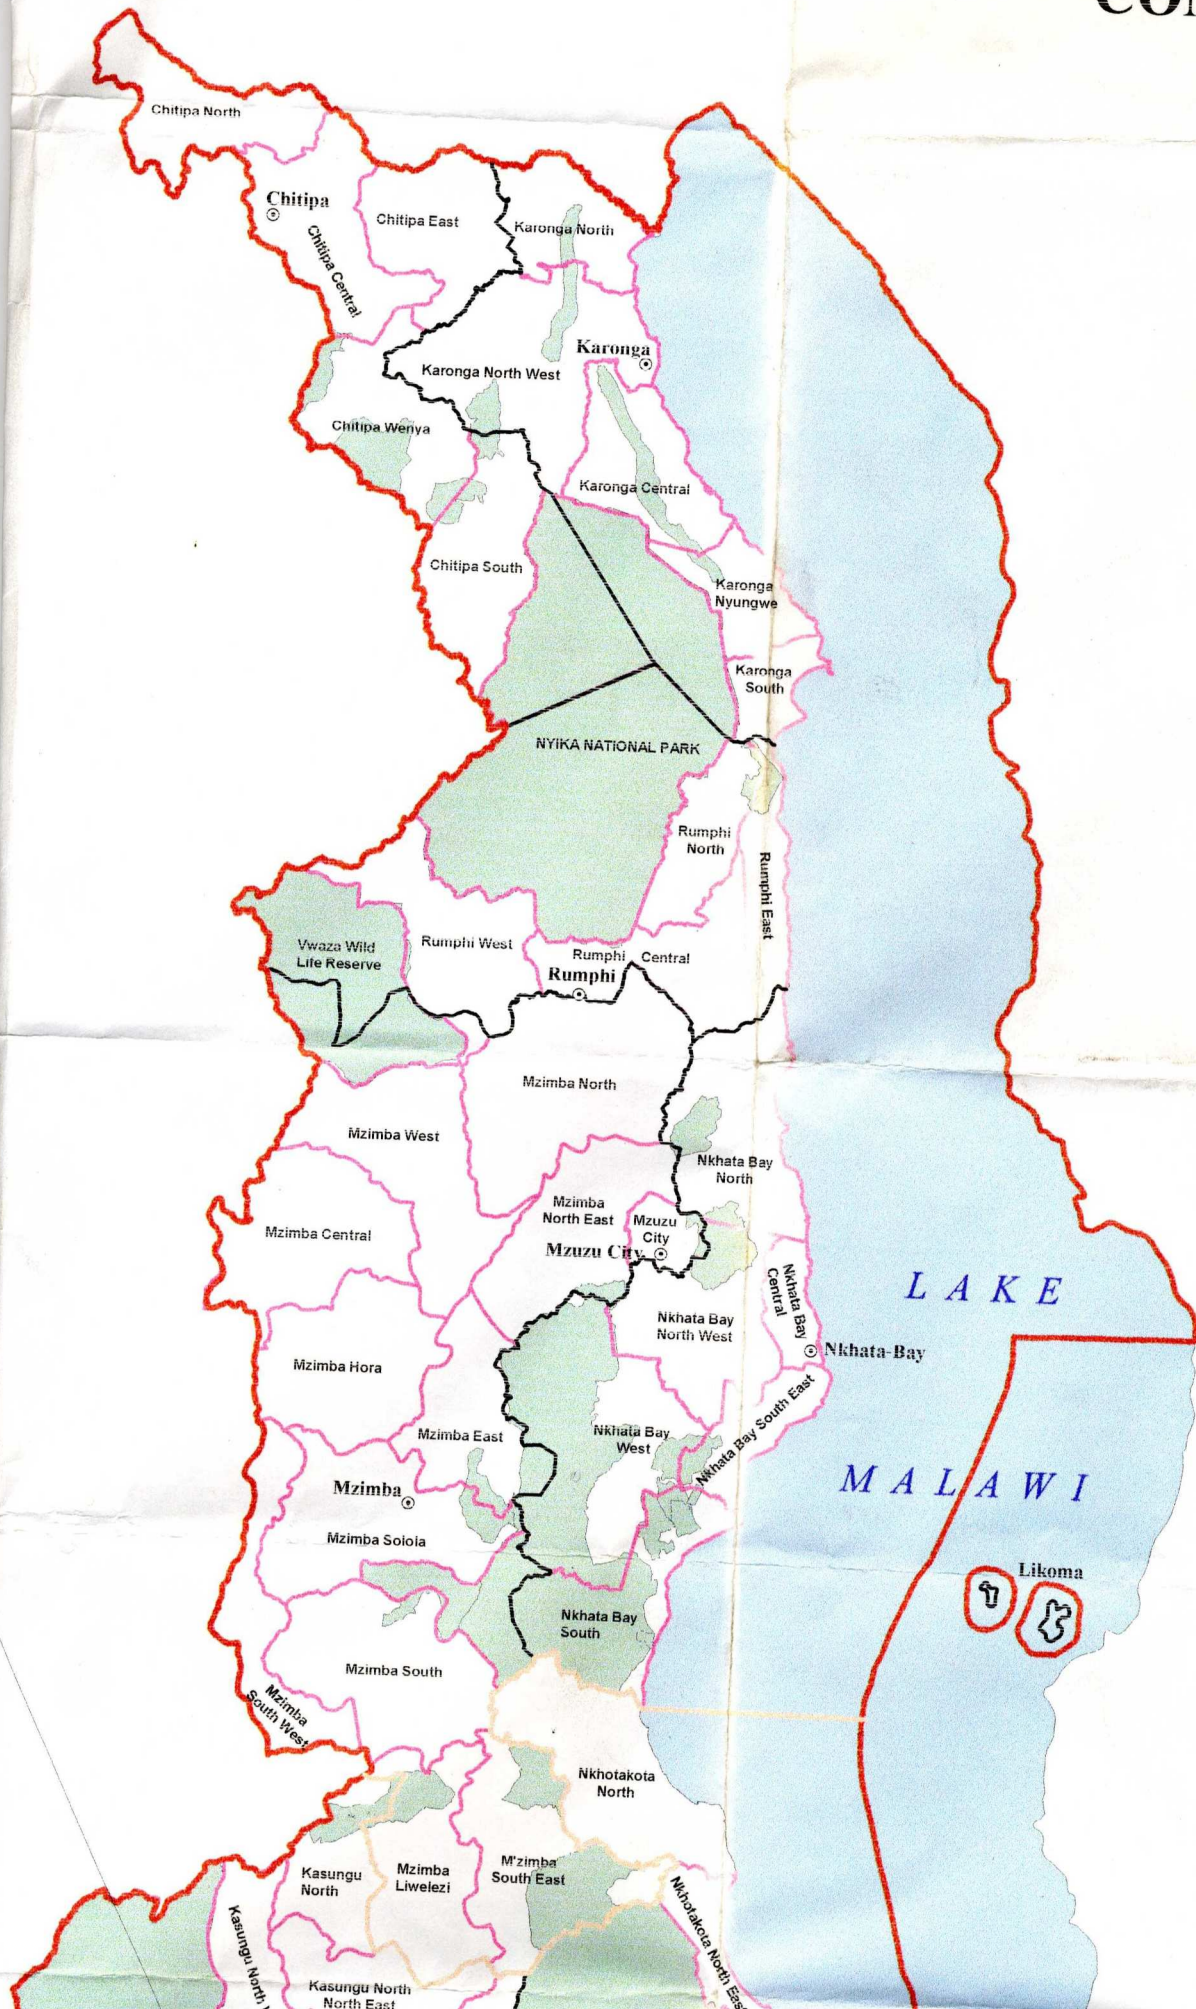 CON
Chitipa North
Chitipa
Chitipa East
Karonga North
Chitipa Central
Karonga
Karonga North West
Chitipa Wenya
Karonga Central
Chitipa South
Karonga
Nyungwe
Karonga
South
NYIKA NATIONAL PARK
Rumphi
North
Rumphi East
Vwaza Wild
Life Reserve
Rumphi West
Rumphi Central
Rumphi
Mzimba North
Mzimba West
Nkhata Bay
North
Mzimba
North East
Mzuzu
City
Mzimba Central
Mzuzu City
Nkhata Bay
Central
LAKE
Nkhata Bay
North West
Nkhata-Bay
Mzimba Hora
Nkhata Bay South East
Mzimba East
Nkhata Bay
West
MALAWI
Mzimba
Mzimba Solola
Likoma
Nkhata Bay
South
Mzimba South
Mzimba
South West
Nkhotakota
North
Kasungu
North
Mzimba
Liwelezi
M'zimba
South East
Nkhotakota North East
Kasungu North
Kasungu North
North East